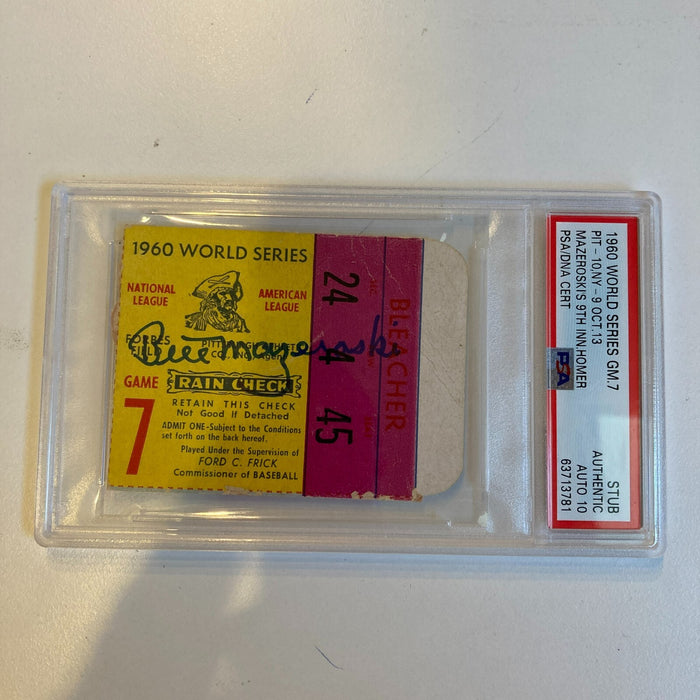 1960 WORLD SERIES
NATIONAL LEAGUE
AMERICAN LEAGUE
FORBES FIELD
Bill Mazeroski
GAME
7
RAIN CHECK
RETAIN THIS CHECK
Not Good If Detached
ADMIT ONE-Subject to the Conditions
set forth on the back hereof.
Played Under the Supervision of
FORD C. FRICK
Commissioner of BASEBALL
24 4 45
BLEACHER
1960 WORLD SERIES GM.7
PIT - 10,NY - 9 OCT.13
MAZEROSKI'S 9TH.INN.HOMER
PSA/DNA CERT
PSA
STUB
AUTHENTIC
AUTO 10
63713781